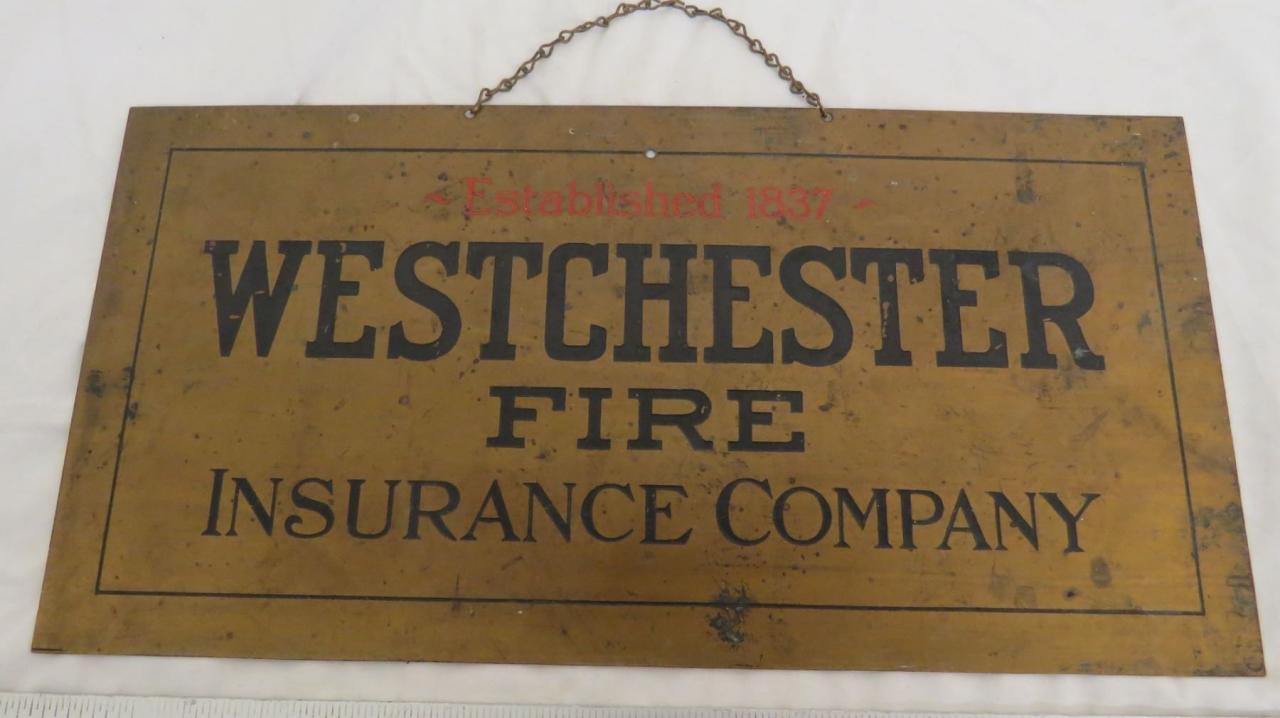 ~ Established 1837 ~
WESTCHESTER
FIRE
INSURANCE COMPANY